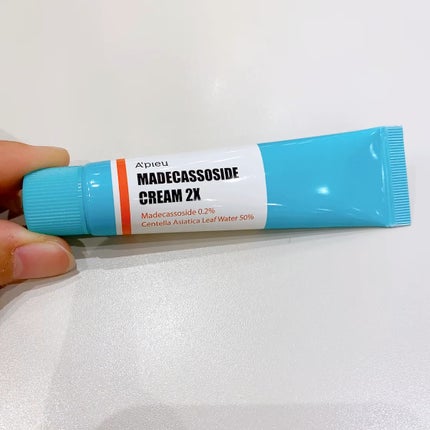 A'pieu
MADECASSOSIDE
CREAM 2X
Madecassoside 0.2%
Centella Asiatica Leaf Water 50%